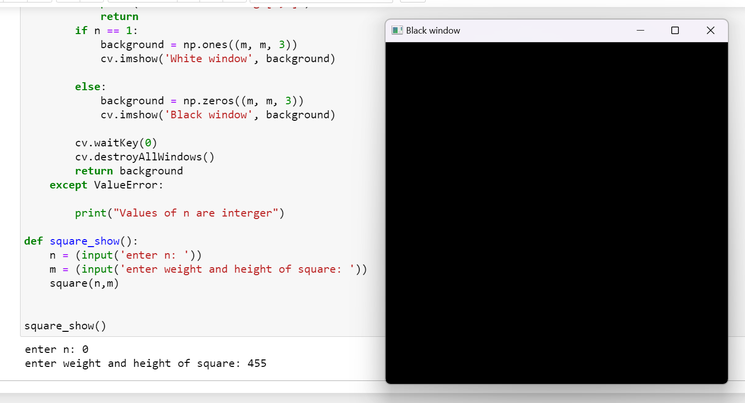 return
if n == 1:
background = np.ones((m, m, 3))
cv.imshow('White window', background)
else:
background = np.zeros((m, m, 3))
cv.imshow('Black window', background)
cv.waitKey(0)
cv.destroyAllWindows()
return background
except ValueError:
print("Values of n are interger")
def square_show():
n = (input('enter n: '))
m = (input('enter weight and height of square: '))
square(n,m)
square_show()
enter n: 0
enter weight and height of square: 455
Black window